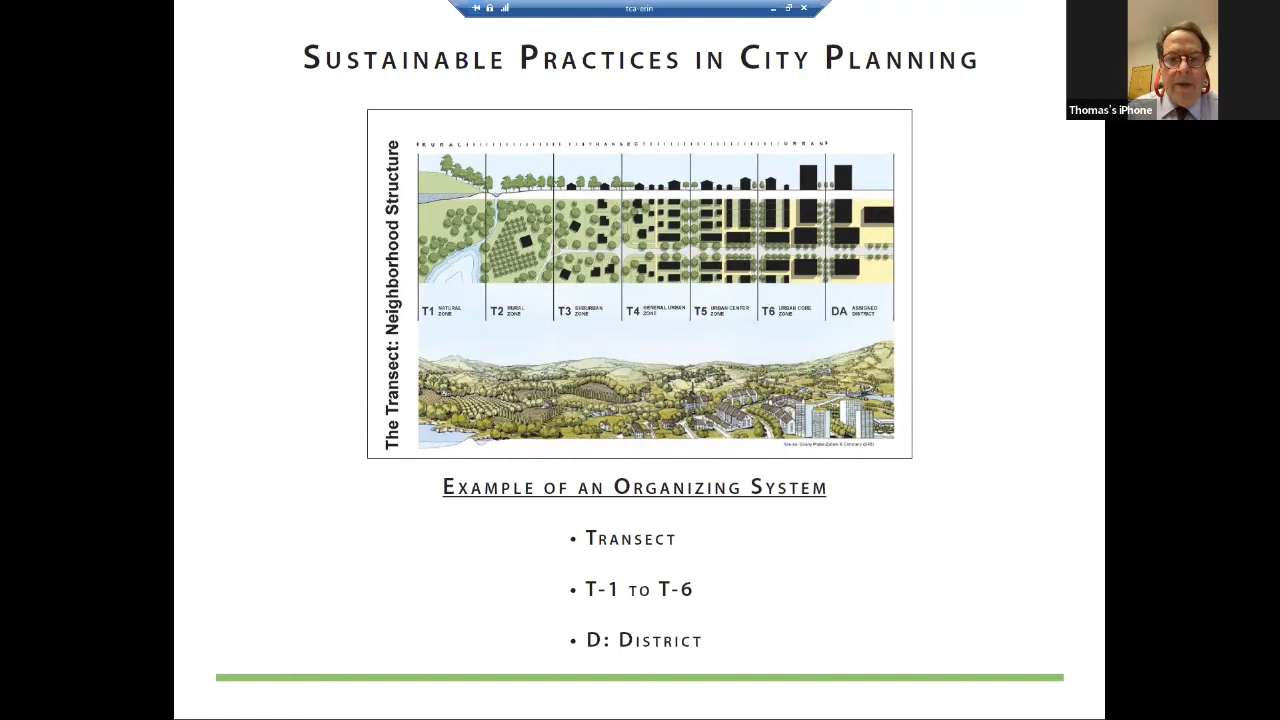 tca-erin
SUSTAINABLE PRACTICES IN CITY PLANNING
Thomas's iPhone
The Transect: Neighborhood Structure
RURAL TRANSECT URBAN
T1 NATURAL ZONE
T2 RURAL ZONE
T3 SUBURBAN ZONE
T4 GENERAL URBAN ZONE
T5 URBAN CENTER ZONE
T6 URBAN CORE ZONE
DA ASSIGNED DISTRICT
EXAMPLE OF AN ORGANIZING SYSTEM
• TRANSECT
• T-1 TO T-6
• D: DISTRICT